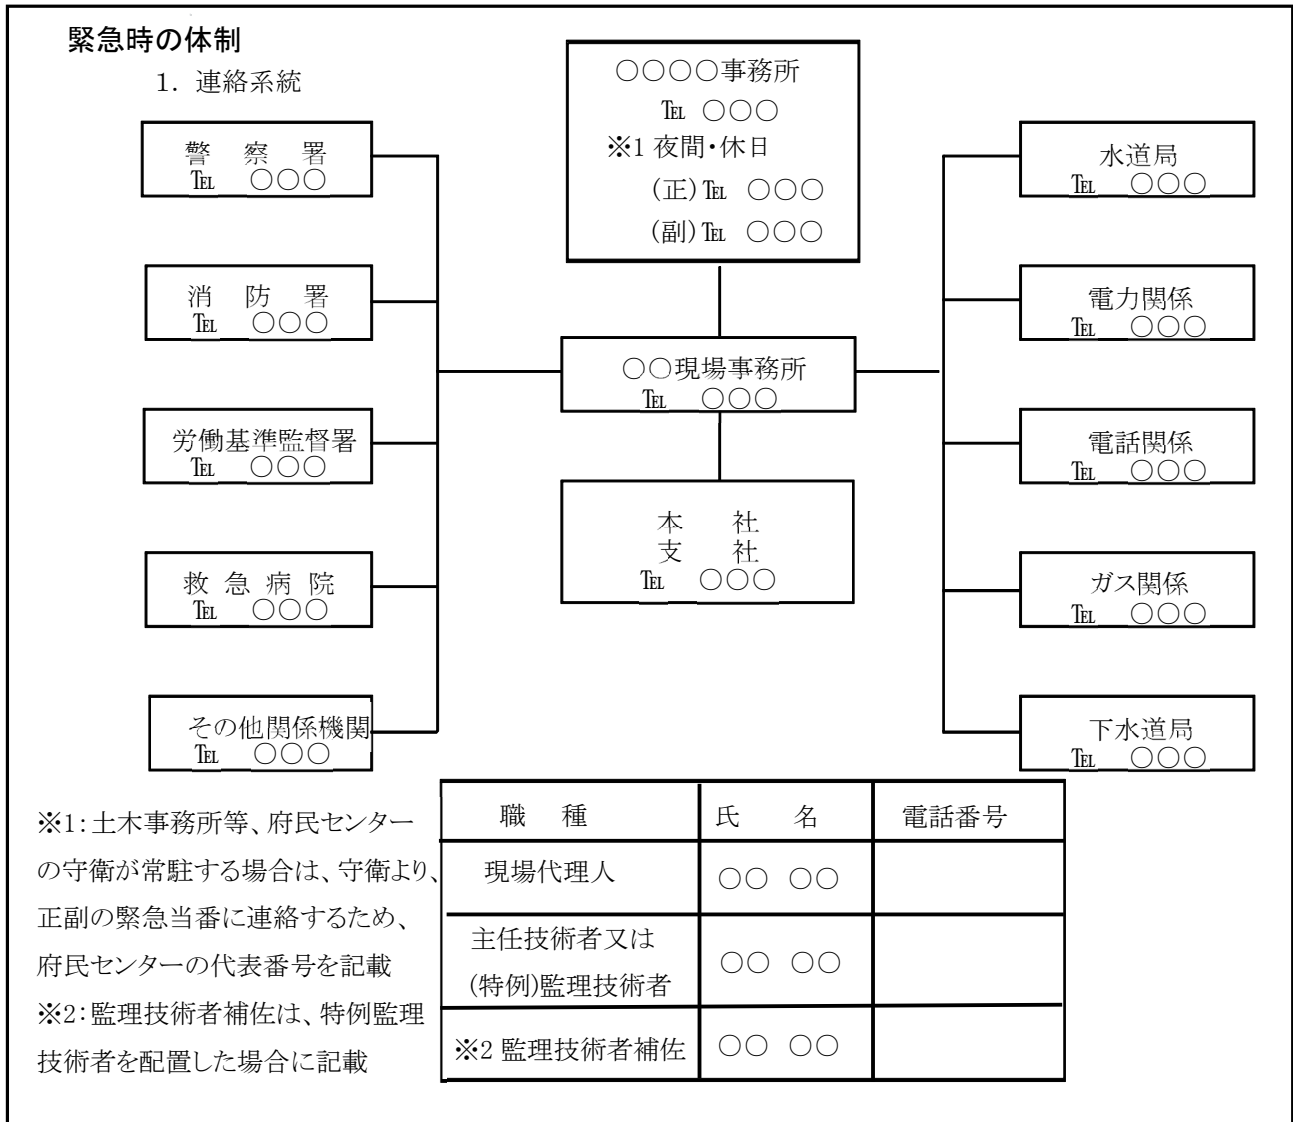 緊急時の体制
1. 連絡系統
○○○○事務所
℡ ○○○
※1 夜間・休日
(正)℡ ○○○
(副)℡ ○○○
警 察 署
℡ ○○○
消 防 署
℡ ○○○
労働基準監督署
℡ ○○○
救 急 病 院
℡ ○○○
その他関係機関
℡ ○○○
○○現場事務所
℡ ○○○
本 社
支 社
℡ ○○○
水道局
℡ ○○○
電力関係
℡ ○○○
電話関係
℡ ○○○
ガス関係
℡ ○○○
下水道局
℡ ○○○
※1:土木事務所等、府民センター
の守衛が常駐する場合は、守衛より、
正副の緊急当番に連絡するため、
府民センターの代表番号を記載
※2:監理技術者補佐は、特例監理
技術者を配置した場合に記載
職 種 氏 名 電話番号
現場代理人 ○○ ○○
主任技術者又は
(特例)監理技術者 ○○ ○○
※2 監理技術者補佐 ○○ ○○